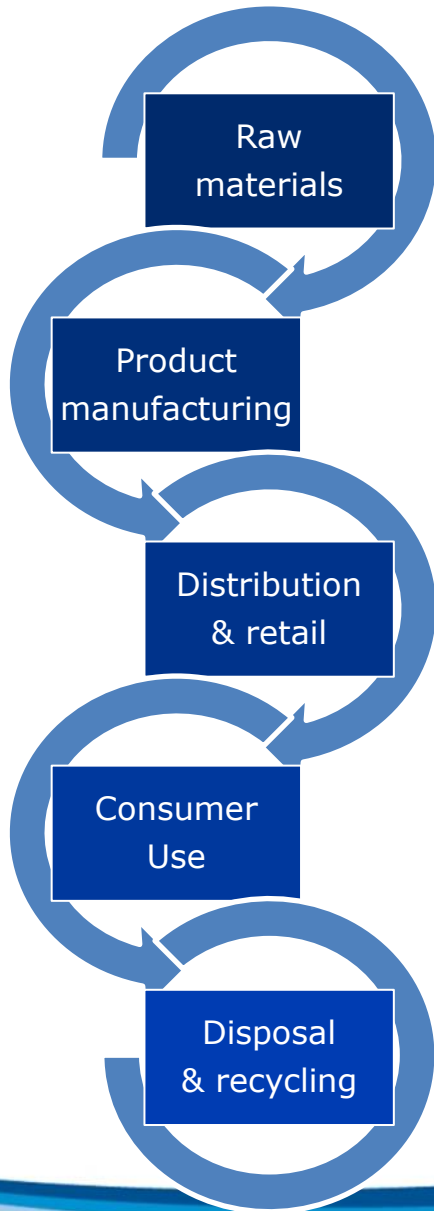 Raw
materials
Product
manufacturing
Distribution
& retail
Consumer
Use
Disposal
& recycling